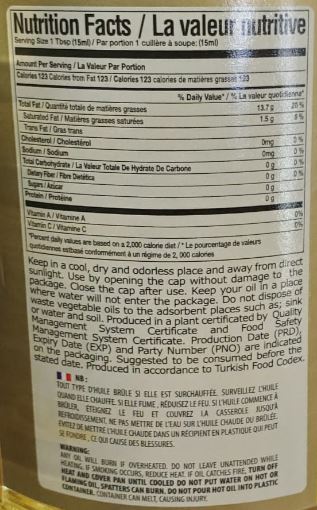 Nutrition Facts / La valeur nutritive
Serving Size 1 Tbsp (15ml) / Par portion 1 cuillère à soupe: (15ml)
Amount Per Serving / La Valeur Par Portion
Calories 123 Calories from Fat 123 / Calories 123 calories de matières grasses 123
% Daily Value* / % La valeur quotidienne*
Total Fat / Quantité totale de matières grasses 13.7 g 20%
Saturated Fat / Matières grasses saturées 1.5 g 8%
Trans Fat / Gras trans
Cholesterol / Cholestérol 0mg 0%
Sodium / Sodium 0mg 0%
Total Carbohydrate / La Valeur Totale De Hydrate De Carbone 0 g 0%
Dietary Fiber / Fibre Dietética 0 g 0%
Sugars / Azúcar 0 g
Protein / Protéine 0 g
Vitamin A / Vitamine A 0%
Vitamin C / Vitamine C 0%
*Percent daily values are based on a 2,000 calorie diet / * Le pourcentage de valeurs
quotidiennes est basé conformément à un régime de 2, 000 calories
Keep in a cool, dry and odorless place and away from direct
sunlight. Use by opening the cap without damage to the
package. Close the cap after use. Keep your oil in a place
where water will not enter the package. Do not dispose of
waste vegetable oils to the adsorbent places such as; sink
or water and soil. Produced in a plant certificated by Quality
Management System Certificate and Food Safety
Management System Certificate. Production Date (PRD),
Expiry Date (EXP) and Party Number (PNO) are indicated
on the packaging. Suggested to be consumed before the
stated date. Produced in accordance to Turkish Food Codex.
NB:
TOUT TYPE D'HUILE BRÛLE SI ELLE EST SURCHAUFFÉE. SURVEILLEZ L'HUILE
QUAND ELLE CHAUFFE. SI ELLE FUME, RÉDUISEZ LE FEU. SI L'HUILE COMMENCE À
BRÛLER, ÉTEIGNEZ LE FEU ET COUVREZ LA CASSEROLE JUSQU'À
REFROIDISSEMENT. NE PAS METTRE DE L'EAU SUR L'HUILE CHAUDE OU BRÛLÉE.
ÉVITEZ DE METTRE L'HUILE CHAUDE DANS UN RÉCIPIENT EN PLASTIQUE QUI PEUT
SE FONDRE, CE QUI CAUSE DES BLESSURES.
WARNING:
ANY OIL WILL BURN IF OVERHEATED. DO NOT LEAVE UNATTENDED WHILE
HEATING, IF SMOKING OCCURS, REDUCE HEAT. IF OIL CATCHES FIRE, TURN OFF
HEAT AND COVER PAN UNTIL COOLED DO NOT PUT WATER ON HOT OR
FLAMING OIL, SPATTERS CAN BURN. DO NOT POUR HOT OIL INTO PLASTIC
CONTAINER. CONTAINER CAN MELT, CAUSING INJURY.